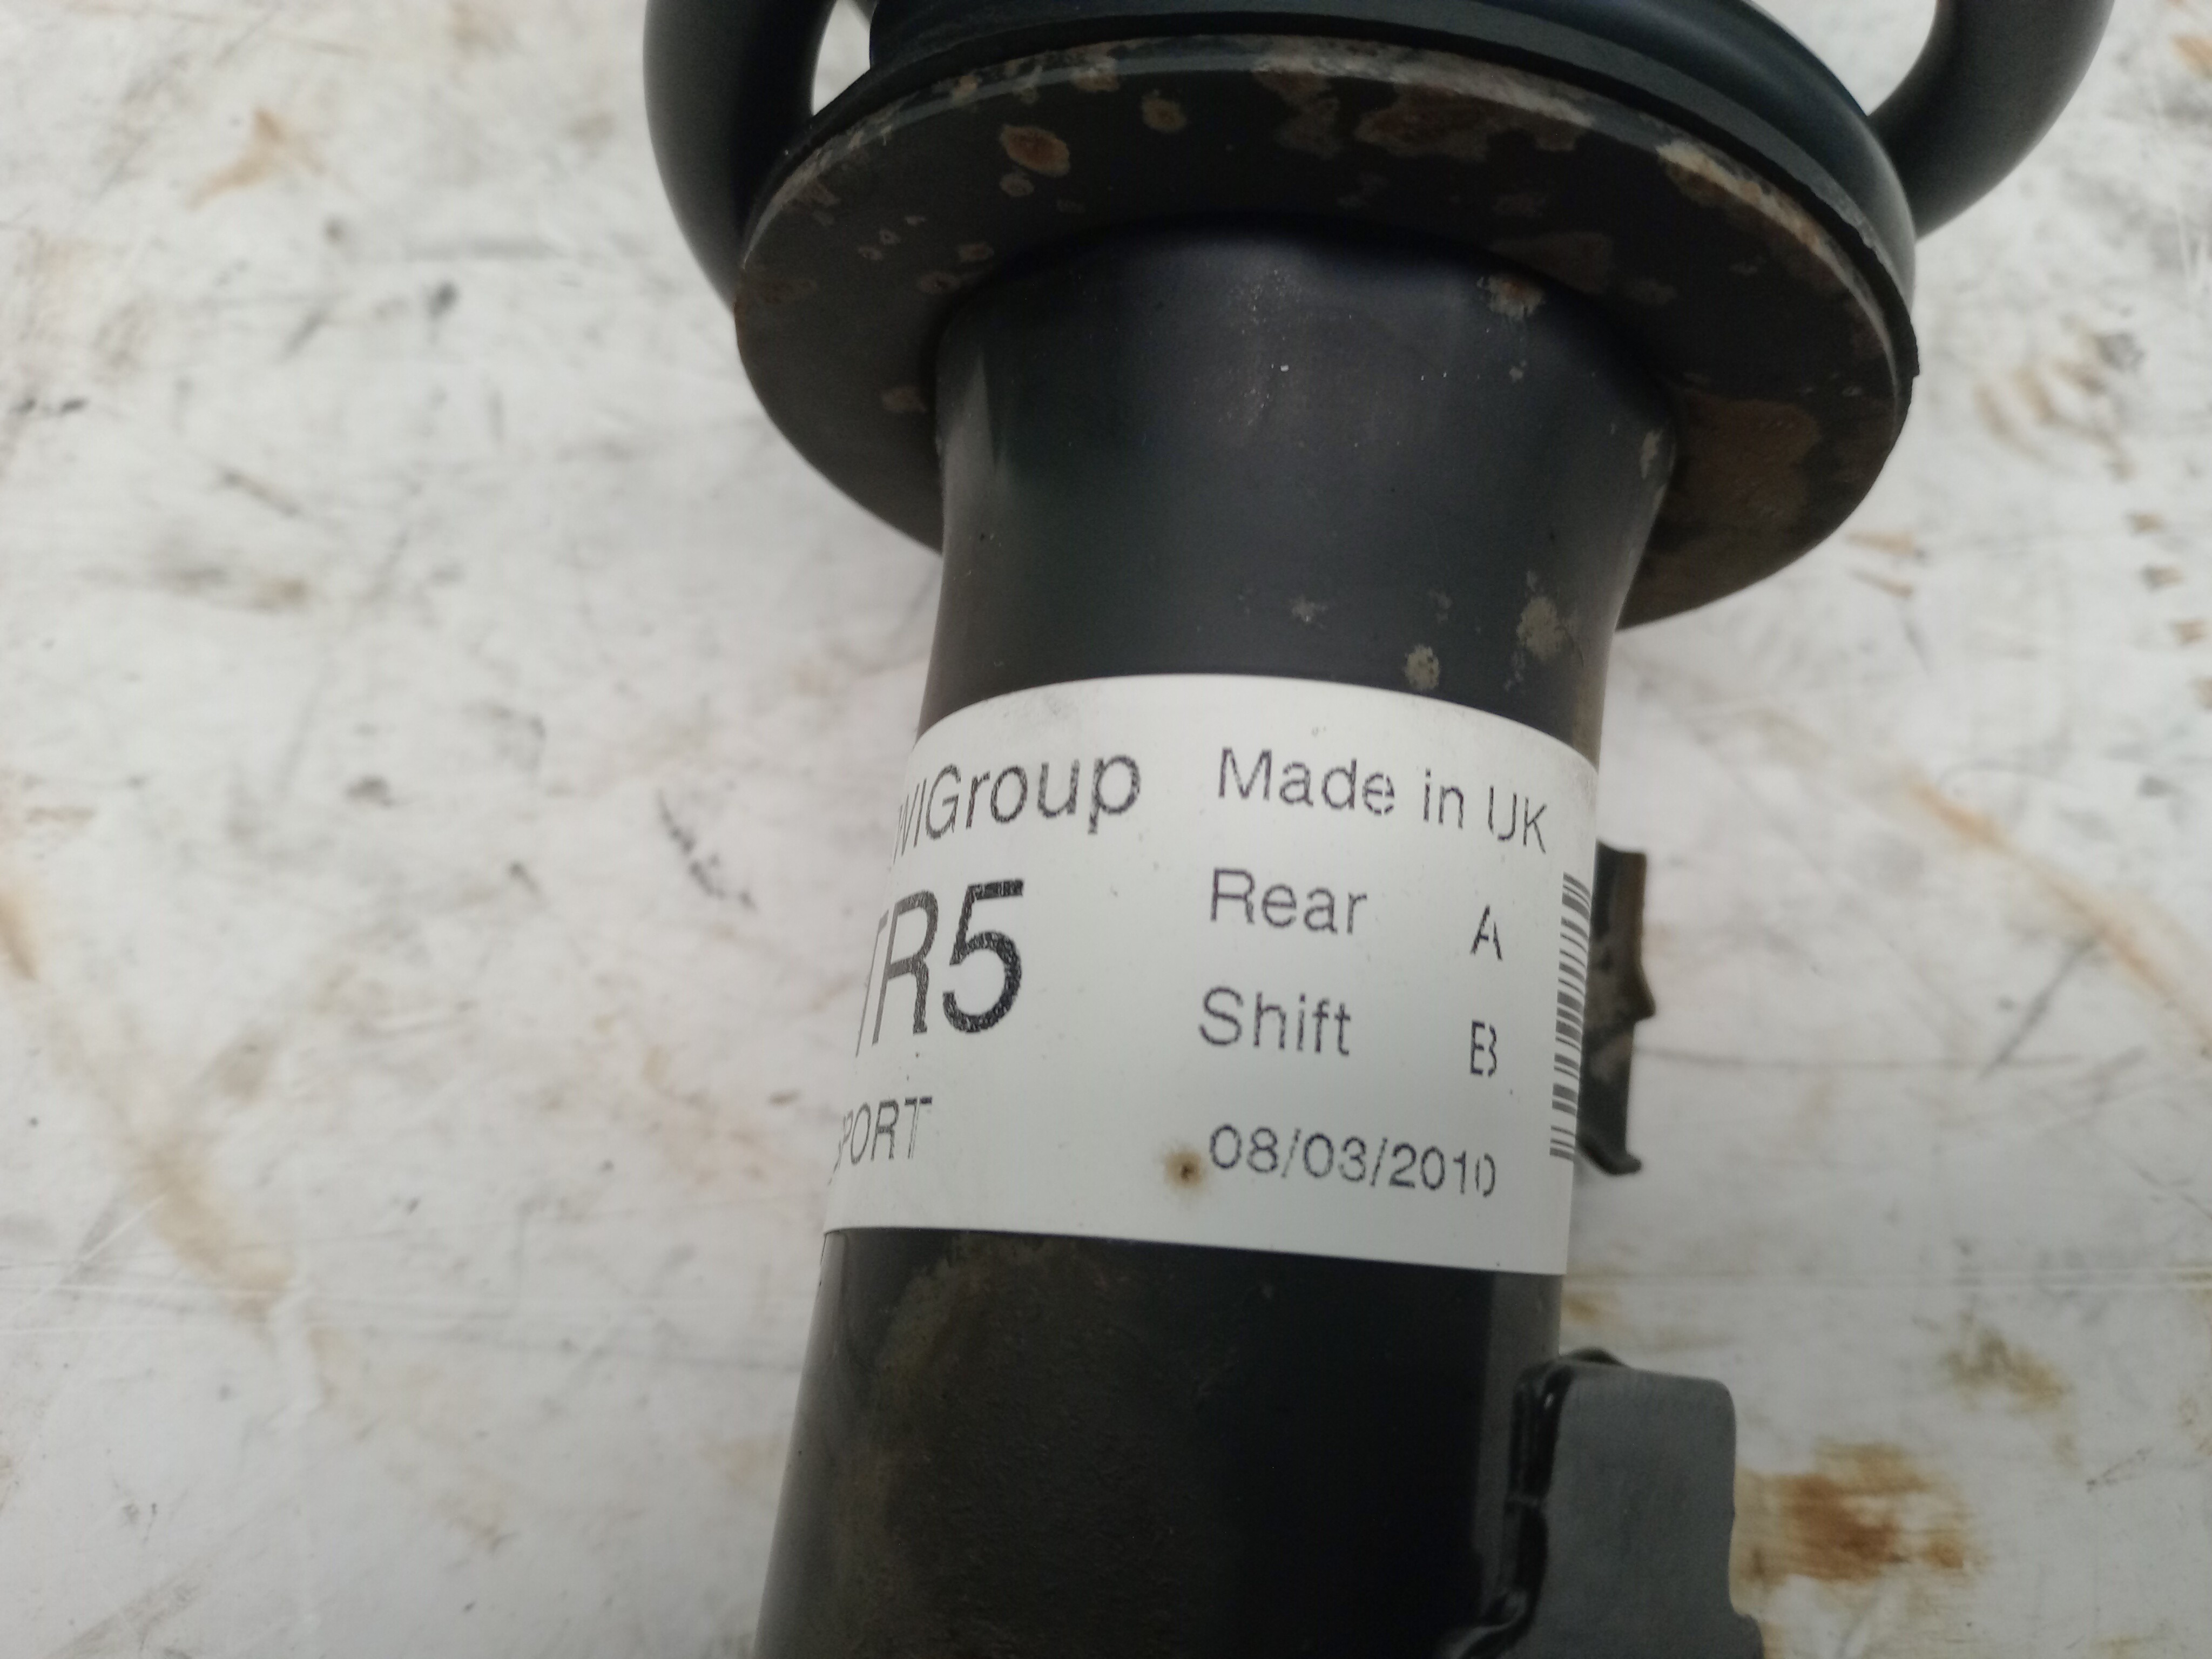 Group Made in UK
TR5 Rear A
Shift B
PORT 08/03/2010